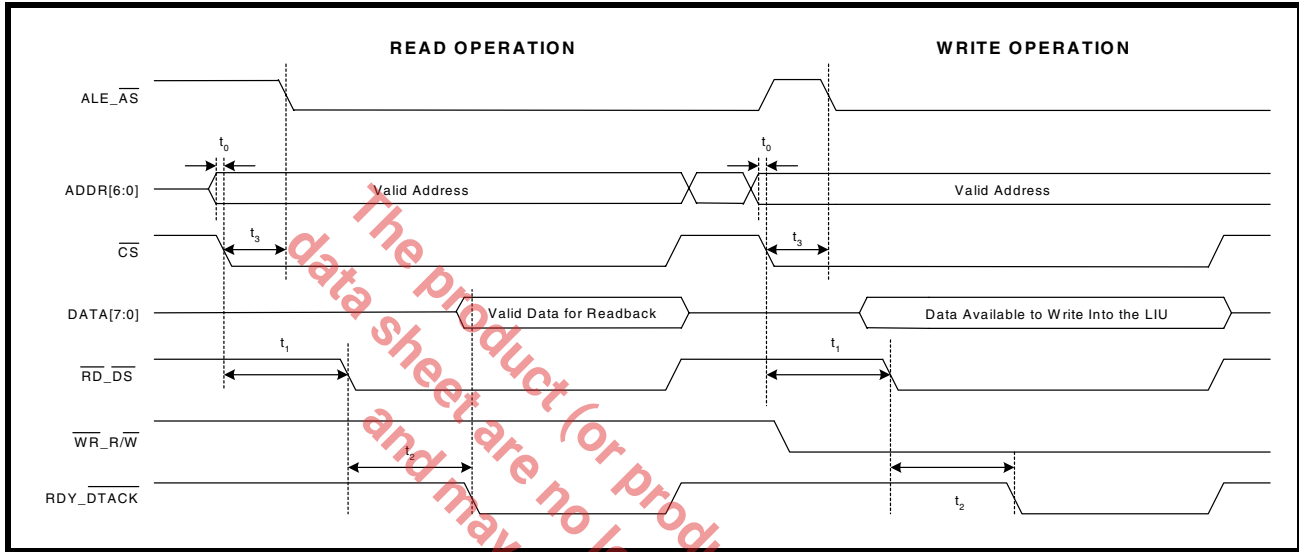 READ OPERATION WRITE OPERATION
ALE_AS
t0 t0
ADDR[6:0] Valid Address Valid Address
t3 t3
CS
DATA[7:0] Valid Data for Readback Data Available to Write Into the LIU
t1 t1
RD_DS
WR_R/W
t2
RDY_DTACK t2
The product (or produ
data sheet are no lo
and may